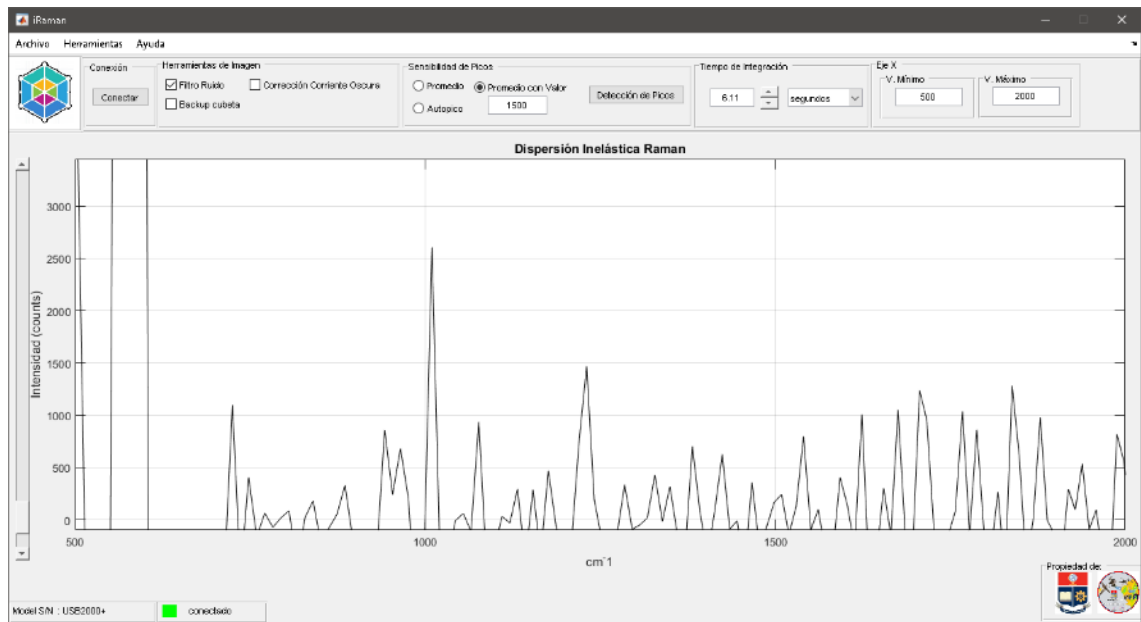 iRaman
Archivo Herramientas Ayuda
Conexión
Conectar
Herramientas de Imagen
Filtro Ruido Corrección Corriente Oscura
Backup cubeta
Sensibilidad de Picos
Promedio Promedio con Valor
Autopico 1500
Detección de Picos
Tiempo de Integración
6.11 segundos
Eje X
V. Mínimo V. Máximo
500 2000
Dispersión Inelástica Raman
Intensidad (counts)
3000
2500
2000
1500
1000
500
0
500 1000 1500 2000
cm^-1
Propiedad de:
Model S/N : USB2000+ conectado